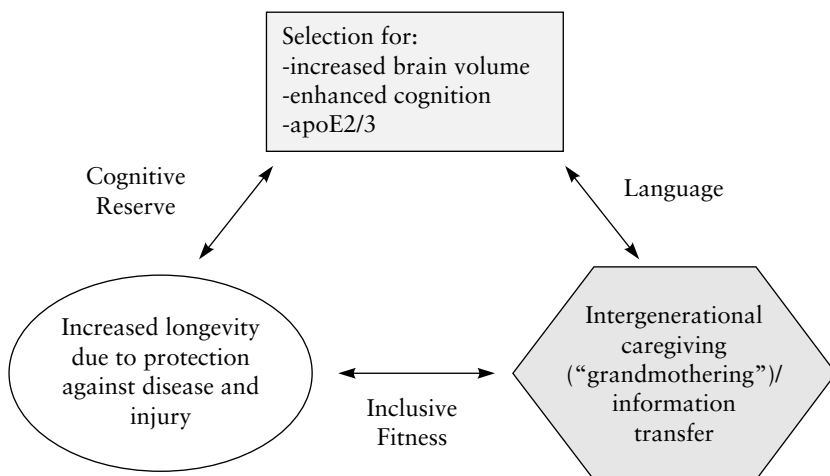 Selection for:
-increased brain volume
-enhanced cognition
-apoE2/3
Cognitive
Reserve
Language
Increased longevity
due to protection
against disease and
injury
Inclusive
Fitness
Intergenerational
caregiving
(“grandmothering”)/
information
transfer